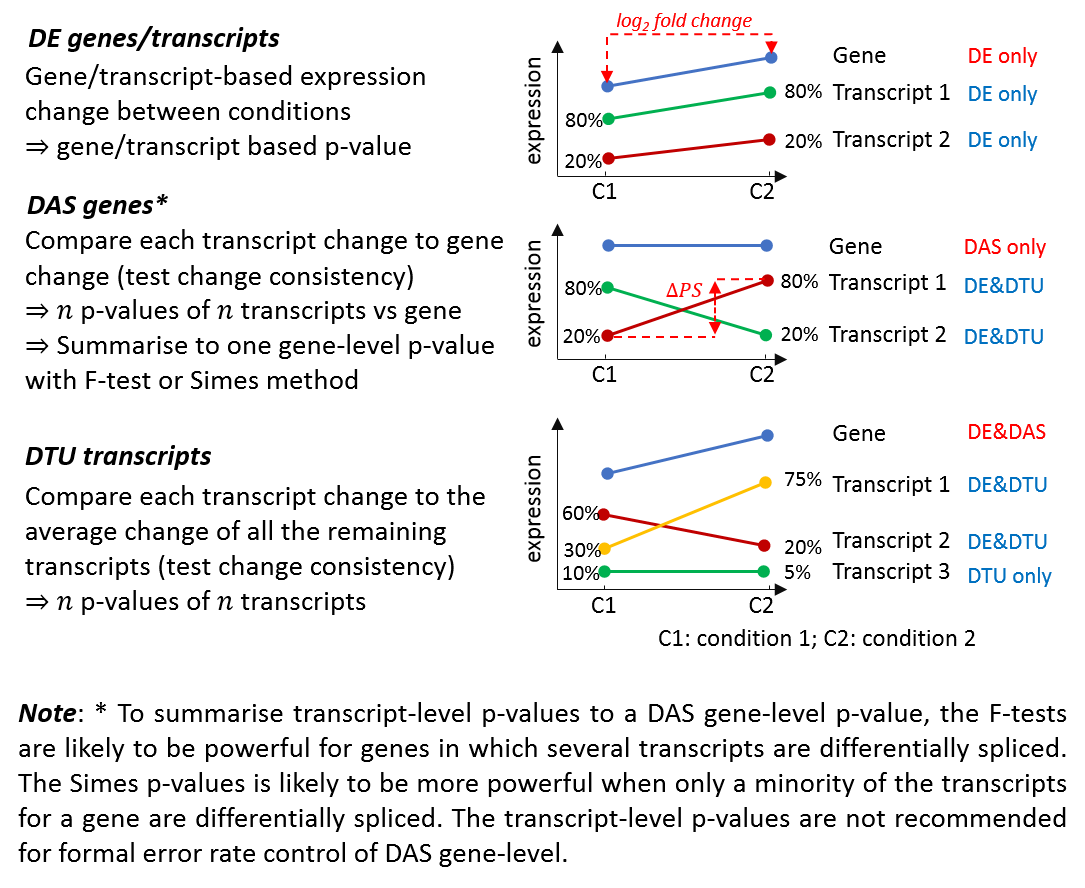 DE genes/transcripts
Gene/transcript-based expression
change between conditions
⇒ gene/transcript based p-value
log₂ fold change
expression
80%
20%
C1
C2
Gene
DE only
80%
Transcript 1
DE only
20%
Transcript 2
DE only
DAS genes*
Compare each transcript change to gene
change (test change consistency)
⇒ n p-values of n transcripts vs gene
⇒ Summarise to one gene-level p-value
with F-test or Simes method
expression
80%
20%
ΔPS
C1
C2
Gene
DAS only
80%
Transcript 1
DE&DTU
20%
Transcript 2
DE&DTU
DTU transcripts
Compare each transcript change to the
average change of all the remaining
transcripts (test change consistency)
⇒ n p-values of n transcripts
expression
60%
30%
10%
C1
C2
Gene
DE&DAS
75%
Transcript 1
DE&DTU
20%
Transcript 2
DE&DTU
5%
Transcript 3
DTU only
C1: condition 1; C2: condition 2
Note: * To summarise transcript-level p-values to a DAS gene-level p-value, the F-tests
are likely to be powerful for genes in which several transcripts are differentially spliced.
The Simes p-values is likely to be more powerful when only a minority of the transcripts
for a gene are differentially spliced. The transcript-level p-values are not recommended
for formal error rate control of DAS gene-level.